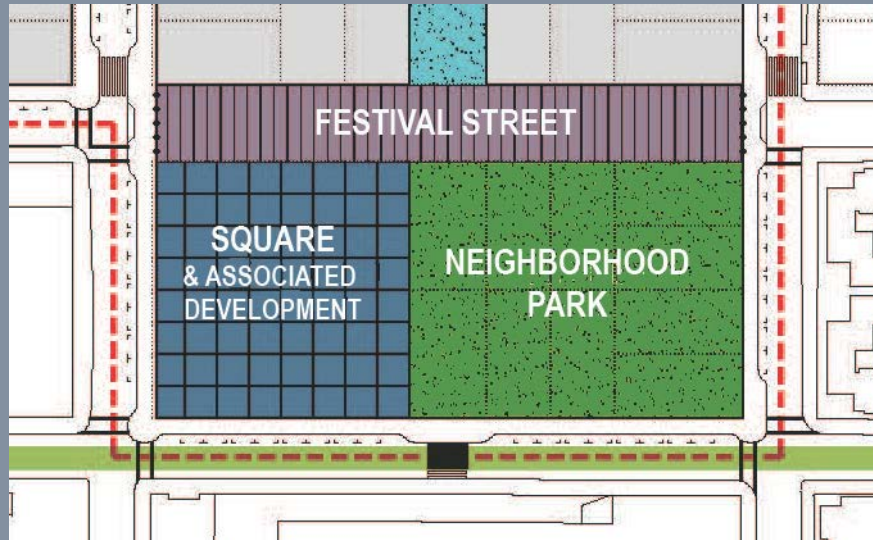 FESTIVAL STREET
SQUARE
& ASSOCIATED
DEVELOPMENT
NEIGHBORHOOD
PARK